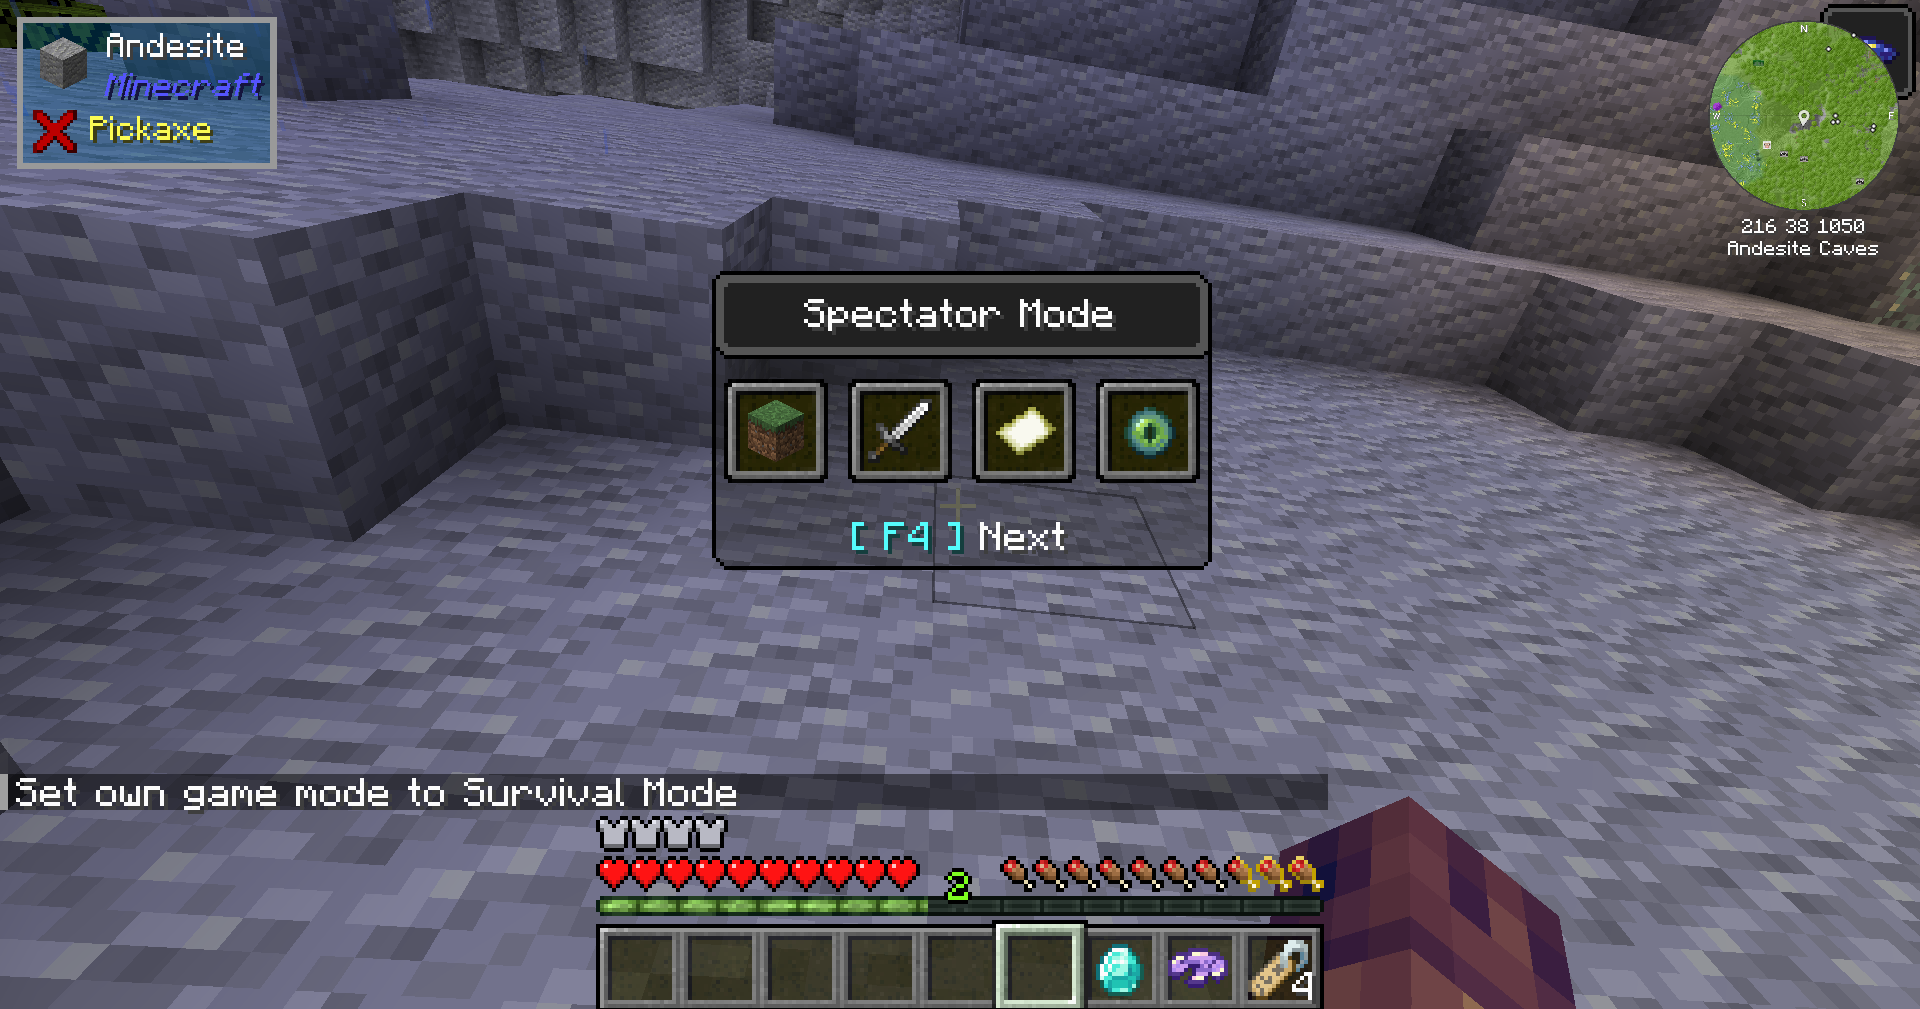 Andesite
Minecraft
Pickaxe
N
W
S
216 38 1050
Andesite Caves
Spectator Mode
[ F4 ] Next
Set own game mode to Survival Mode
2
4